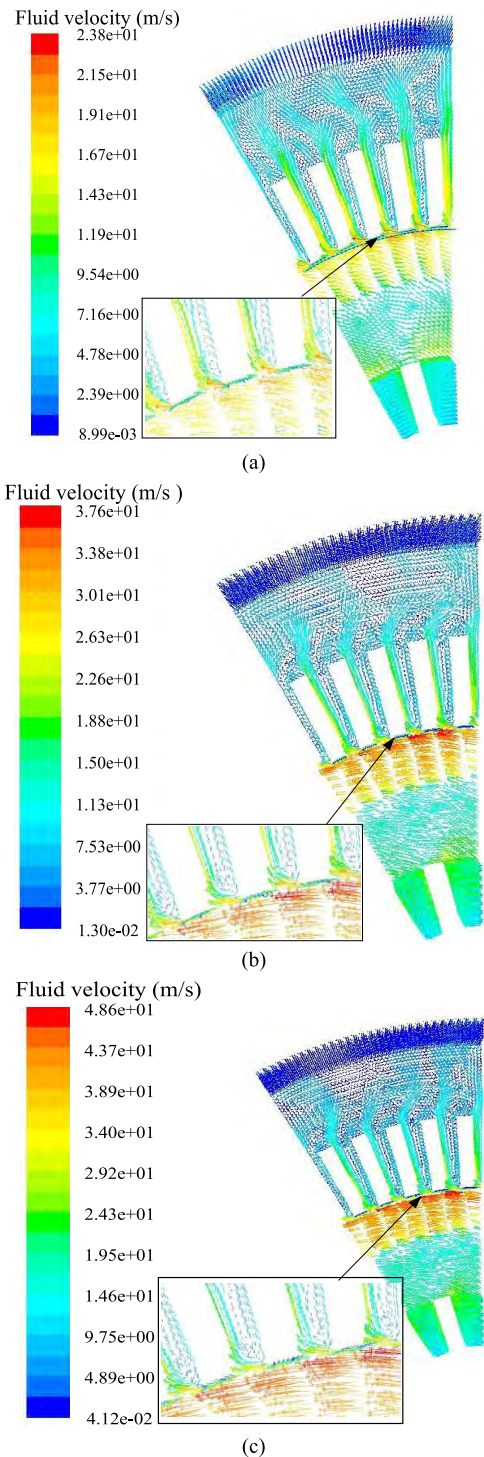 Fluid velocity (m/s)
2.38e+01
2.15e+01
1.91e+01
1.67e+01
1.43e+01
1.19e+01
9.54e+00
7.16e+00
4.78e+00
2.39e+00
8.99e-03
(a)
Fluid velocity (m/s )
3.76e+01
3.38e+01
3.01e+01
2.63e+01
2.26e+01
1.88e+01
1.50e+01
1.13e+01
7.53e+00
3.77e+00
1.30e-02
(b)
Fluid velocity (m/s)
4.86e+01
4.37e+01
4.89e+01
3.40e+01
2.92e+01
2.43e+01
1.95e+01
1.46e+01
9.75e+00
4.89e+00
4.12e-02
(c)